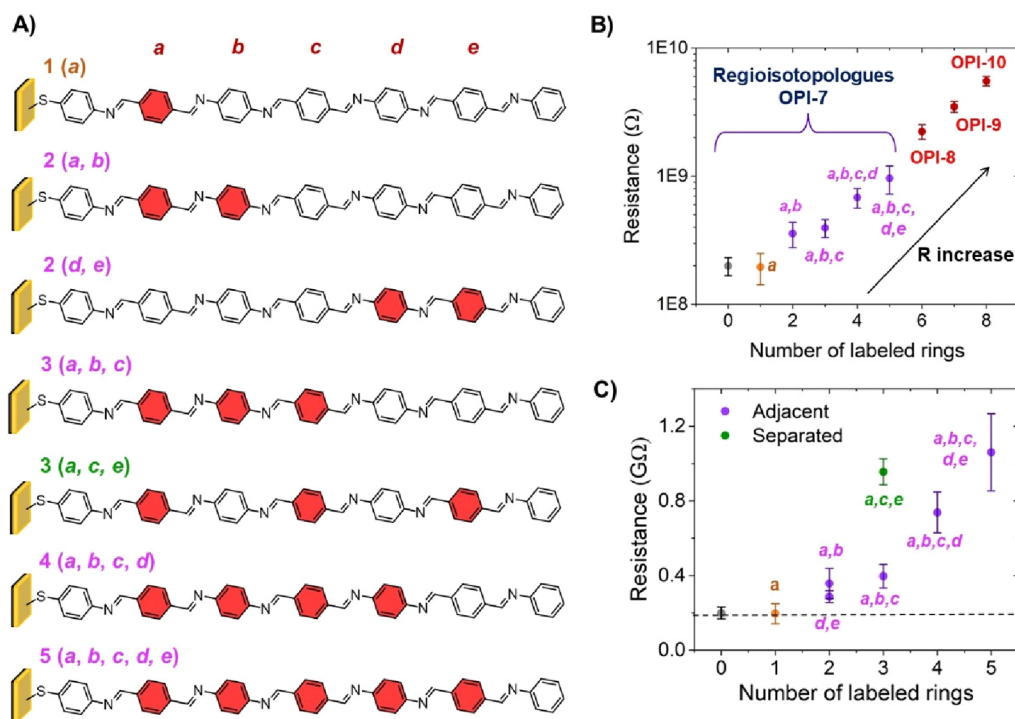 A)
a b c d e
1 (a)
S N N N N N N
2 (a, b)
S N N N N N N
2 (d, e)
S N N N N N N
3 (a, b, c)
S N N N N N N
3 (a, c, e)
S N N N N N N
4 (a, b, c, d)
S N N N N N N
5 (a, b, c, d, e)
S N N N N N N
B)
Resistance (Ω)
1E10
1E9
1E8
Regioisotopologues
OPI-7
OPI-10
OPI-9
OPI-8
a,b,c,d
a,b
a,b,c,
d,e
a,b,c
a
R increase
0 2 4 6 8
Number of labeled rings
C)
Resistance (GΩ)
1.2
0.8
0.4
0.0
Adjacent
Separated
a,b,c,
d,e
a,c,e
a,b,c,d
a,b
a
a,b,c
d,e
0 1 2 3 4 5
Number of labeled rings